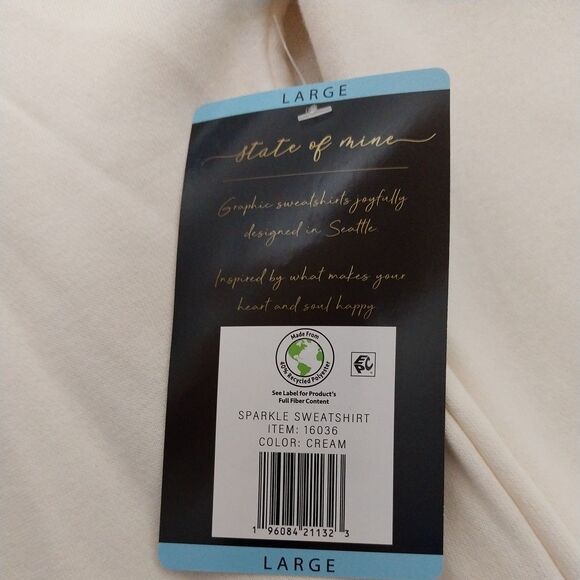 LARGE
state of mine
Graphic sweatshirts joyfully
designed in Seattle
Inspired by what makes your
heart and soul happy
Made From
40% Recycled Polyester
EPC
See Label for Product's
Full Fiber Content
SPARKLE SWEATSHIRT
ITEM: 16036
COLOR: CREAM
1 96084 21132 3
LARGE